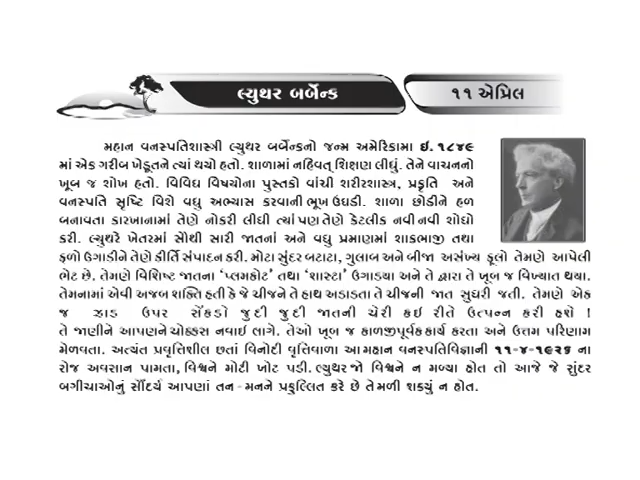 લ્યુથર બર્બેન્ક
૧૧ એપ્રિલ
મહાન વનસ્પતિશાસ્ત્રી લ્યુથર બર્બેન્કનો જન્મ અમેરિકામા ઇ. ૧૮૪૯
માં એક ગરીબ ખેડૂતને ત્યાં થયો હતો. શાળામાં નહિવત્ શિક્ષણ લીધું. તેને વાચનનો
ખૂબ જ શોખ હતો. વિવિઘ વિષયોના પુસ્તકો વાંચી શરીરશાસ્ત્ર, પ્રકૃતિ અને
વનસ્પતિ સૃષ્ટિ વિશે વધુ અભ્યાસ કરવાની ભૂખ ઉઘડી. શાળા છોડીને હળ
બનાવતા કારખાનામાં તેણે નોકરી લીધી ત્યાં પણ તેણે કેટલીક નવી નવી શોધો
કરી. લ્યુથરે ખેતરમાં સૌથી સારી જાતનાં અને વધુ પ્રમાણમાં શાકભાજી તથા
ફળો ઉગાડીને તેણે કીર્તિ સંપાદન કરી. મોટા સુંદર બટાટા, ગુલાબ અને બીજા અસંખ્ય ફૂલો તેમણે આપેલી
ભેટ છે. તેમણે વિશિષ્ટ જાતના ‘પ્લમકોટ’ તથા ‘શાસ્ટા’ ઉગાડયા અને તે દ્વારા તે ખૂબ જ વિખ્યાત થયા.
તેમનામાં એવી અજબ શક્તિ હતી કે જે ચીજને તે હાથ અડાડતા તે ચીજની જાત સુધરી જતી. તેમણે એક
જ ઝાડ ઉપર સેંકડો જુદી જુદી જાતની ચેરી કઈ રીતે ઉત્પન્ન કરી હશે !
તે જાણીને આપણને ચોક્કસ નવાઈ લાગે. તેઓ ખૂબ જ કાળજીપૂર્વક કાર્ય કરતા અને ઉત્તમ પરિણામ
મેળવતા. અત્યંત પ્રવૃત્તિશીલ છતાં વિનોદી વૃત્તિવાળા આ મહાન વનસ્પતિવિજ્ઞાની ૧૧-૪-૧૯૨૬ ના
રોજ અવસાન પામતા, વિશ્વને મોટી ખોટ પડી. લ્યુથર જો વિશ્વને ન મળ્યા હોત તો આજે જે સુંદર
બગીચાઓનું સૌંદર્ય આપણાં તન - મનને પ્રફુલ્લિત કરે છે તે મળી શક્યું ન હોત.